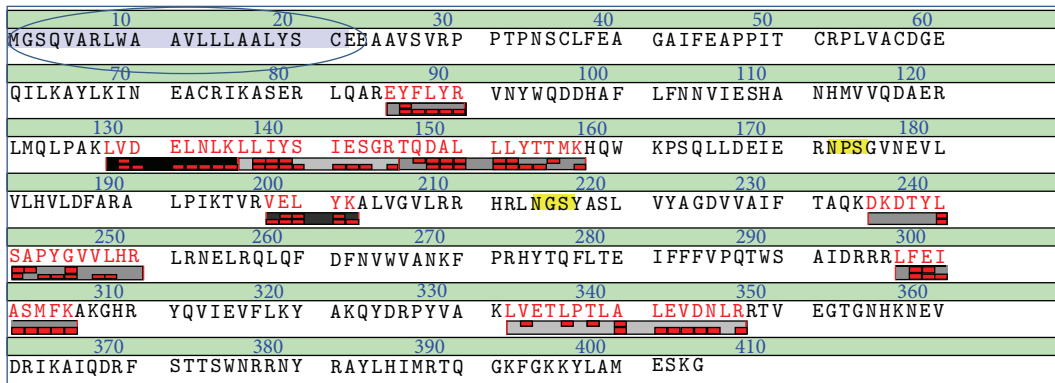 10 20 30 40 50 60
MGSQVARLWA AVLLLAALYS CEEAAVSVRP PTPNSCLFEA GAIFEAPPIT CRPLVACDGE
70 80 90 100 110 120
QILKAYLKIN EACRIKASER LQAREYFLYR VNYWQDDHAF LFNNVIESHA NHMVVQDAER
130 140 150 160 170 180
LMQLPAKLVD ELNLKLLIYS IESGRTQDAL LLYTTMKHQW KPSQLLDEIE RNPSGVNEVL
190 200 210 220 230 240
VLHVLDFARA LPIKTVRVEL YKALVGVLRR HRLNGSYASL VYAGDVVAIF TAQKDKDTYL
250 260 270 280 290 300
SAPYGVVLHR LRNELRQLQF DFNVWVANKF PRHYTQFLTE IFFFVPQTWS AIDRRRLFEI
310 320 330 340 350 360
ASMFKAKGHR YQVIEVFLKY AKQYDRPYVA KLVETLPTLA LEVDNLRRTV EGTGNHKNEV
370 380 390 400 410
DRIKAIQDRF STTSWNRRNY RAYLHIMRTQ GKFGKKYLAM ESKG